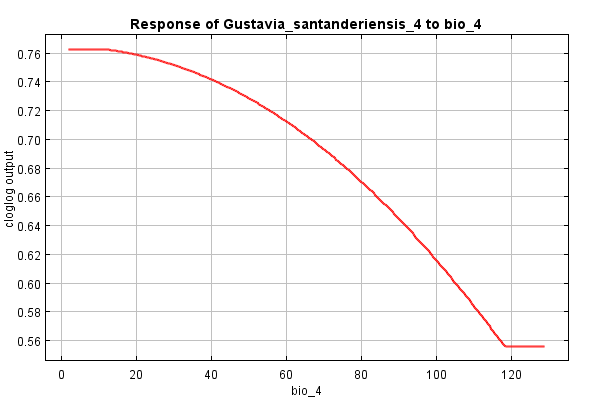 Response of Gustavia_santanderiensis_4 to bio_4
0.76
0.74
0.72
0.70
0.68
0.66
0.64
0.62
0.60
0.58
0.56
cloglog output
0 20 40 60 80 100 120
bio_4